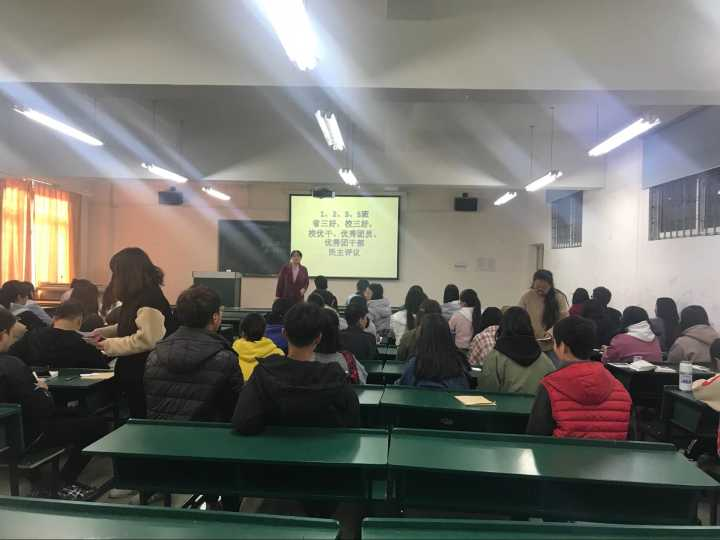 1、2、3、5班
省三好、校三好、
校优干、优秀团员、
优秀团干部
民主评议